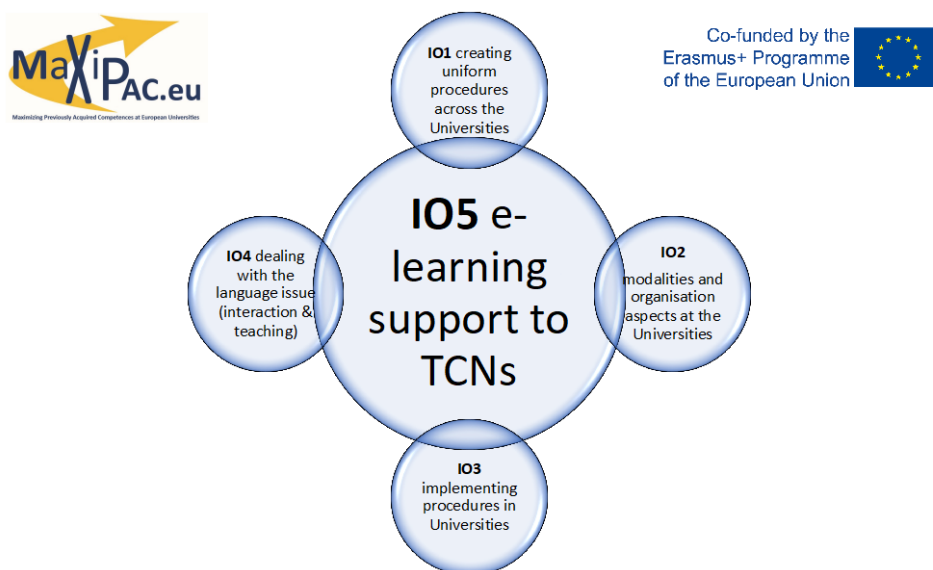 MaXiPac.eu
Maximizing Previously Acquired Competences at European Universities
Co-funded by the
Erasmus+ Programme
of the European Union
IO1 creating
uniform
procedures
across the
Universities
IO5 e-
learning
support to
TCNs
IO4 dealing
with the
language issue
(interaction &
teaching)
IO2
modalities and
organisation
aspects at the
Universities
IO3
implementing
procedures in
Universities